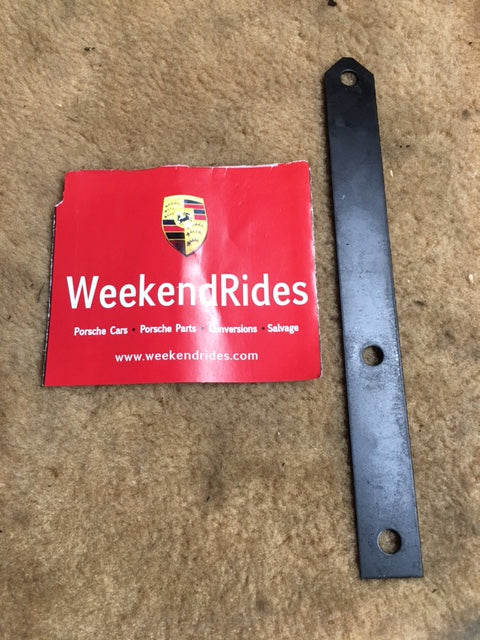 WeekendRides
Porsche Cars • Porsche Parts • Conversions • Salvage
www.weekendrides.com